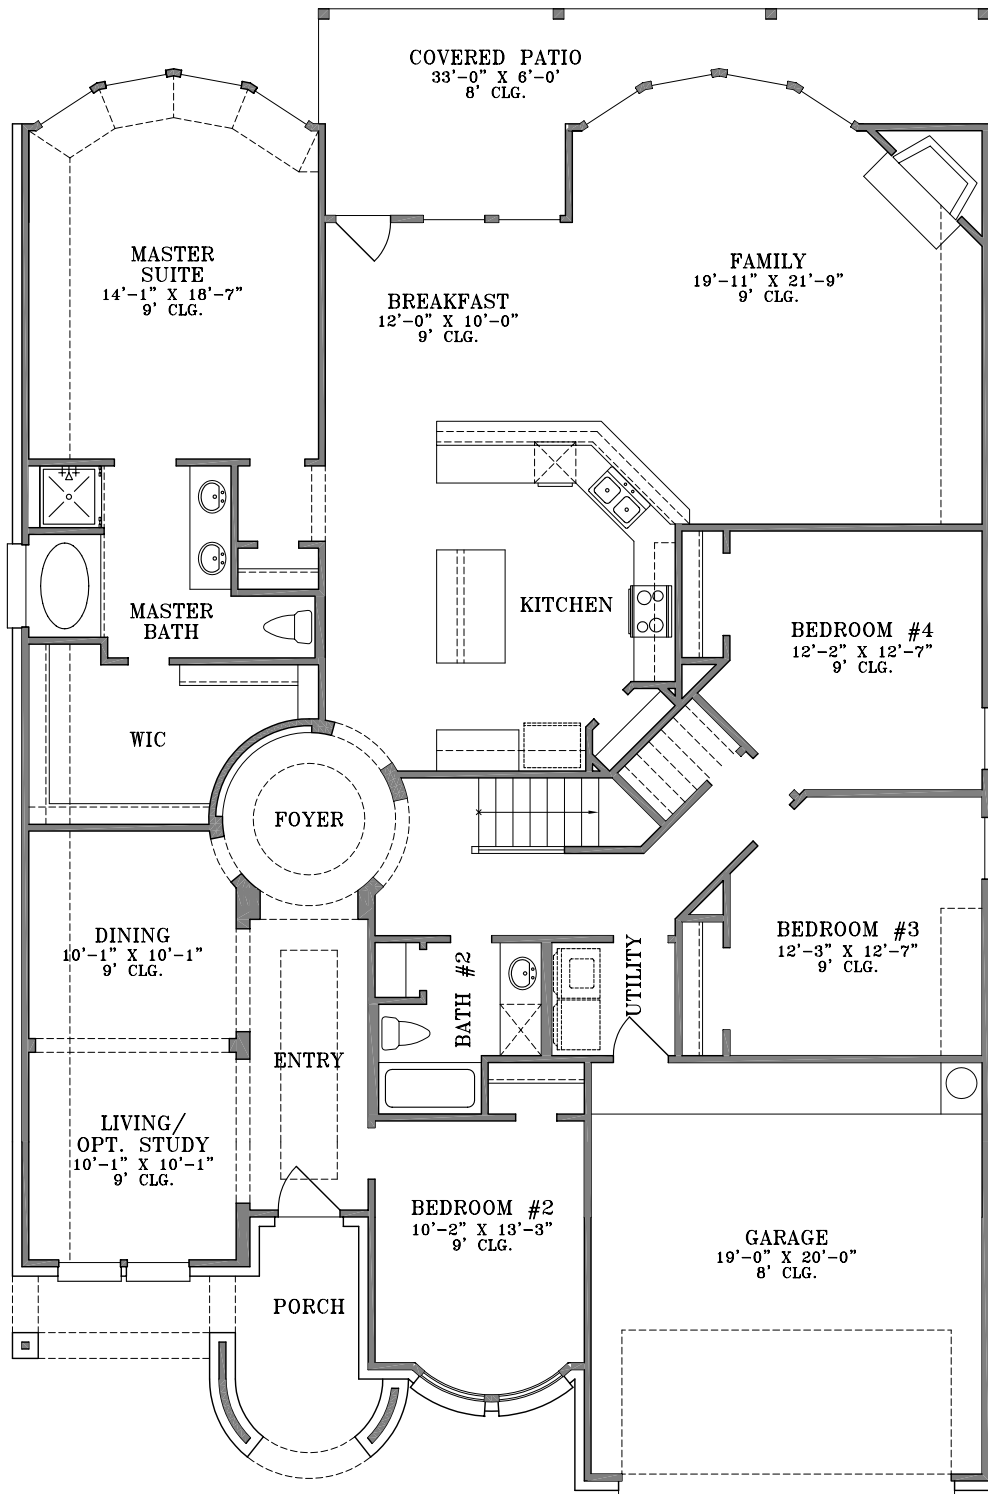 COVERED PATIO
33'-0" X 6'-0'
8' CLG.
MASTER
SUITE
14'-1" X 18'-7"
9' CLG.
FAMILY
19'-11" X 21'-9"
9' CLG.
BREAKFAST
12'-0" X 10'-0"
9' CLG.
KITCHEN
MASTER
BATH
BEDROOM #4
12'-2" X 12'-7"
9' CLG.
WIC
FOYER
DINING
10'-1" X 10'-1"
9' CLG.
BEDROOM #3
12'-3" X 12'-7"
9' CLG.
BATH #2
UTILITY
ENTRY
LIVING/
OPT. STUDY
10'-1" X 10'-1"
9' CLG.
BEDROOM #2
10'-2" X 13'-3"
9' CLG.
GARAGE
19'-0" X 20'-0"
8' CLG.
PORCH